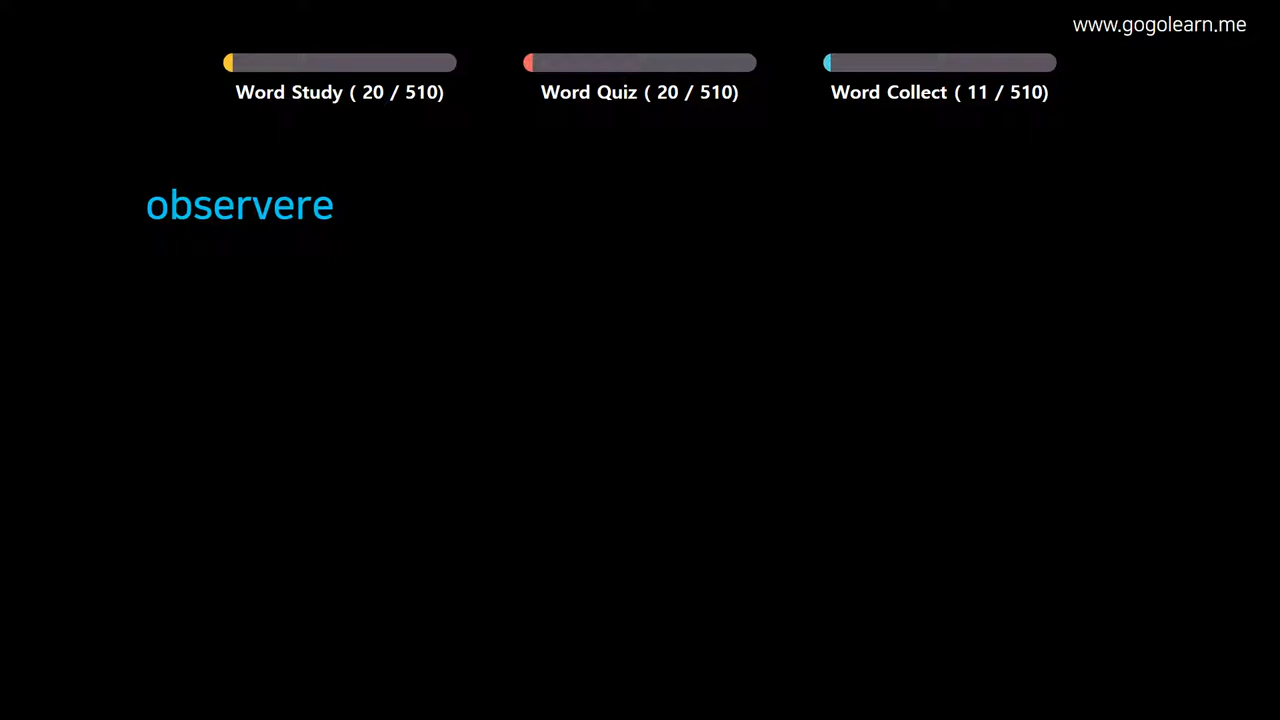 www.gogolearn.me
Word Study ( 20 / 510)
Word Quiz ( 20 / 510)
Word Collect ( 11 / 510)
observere